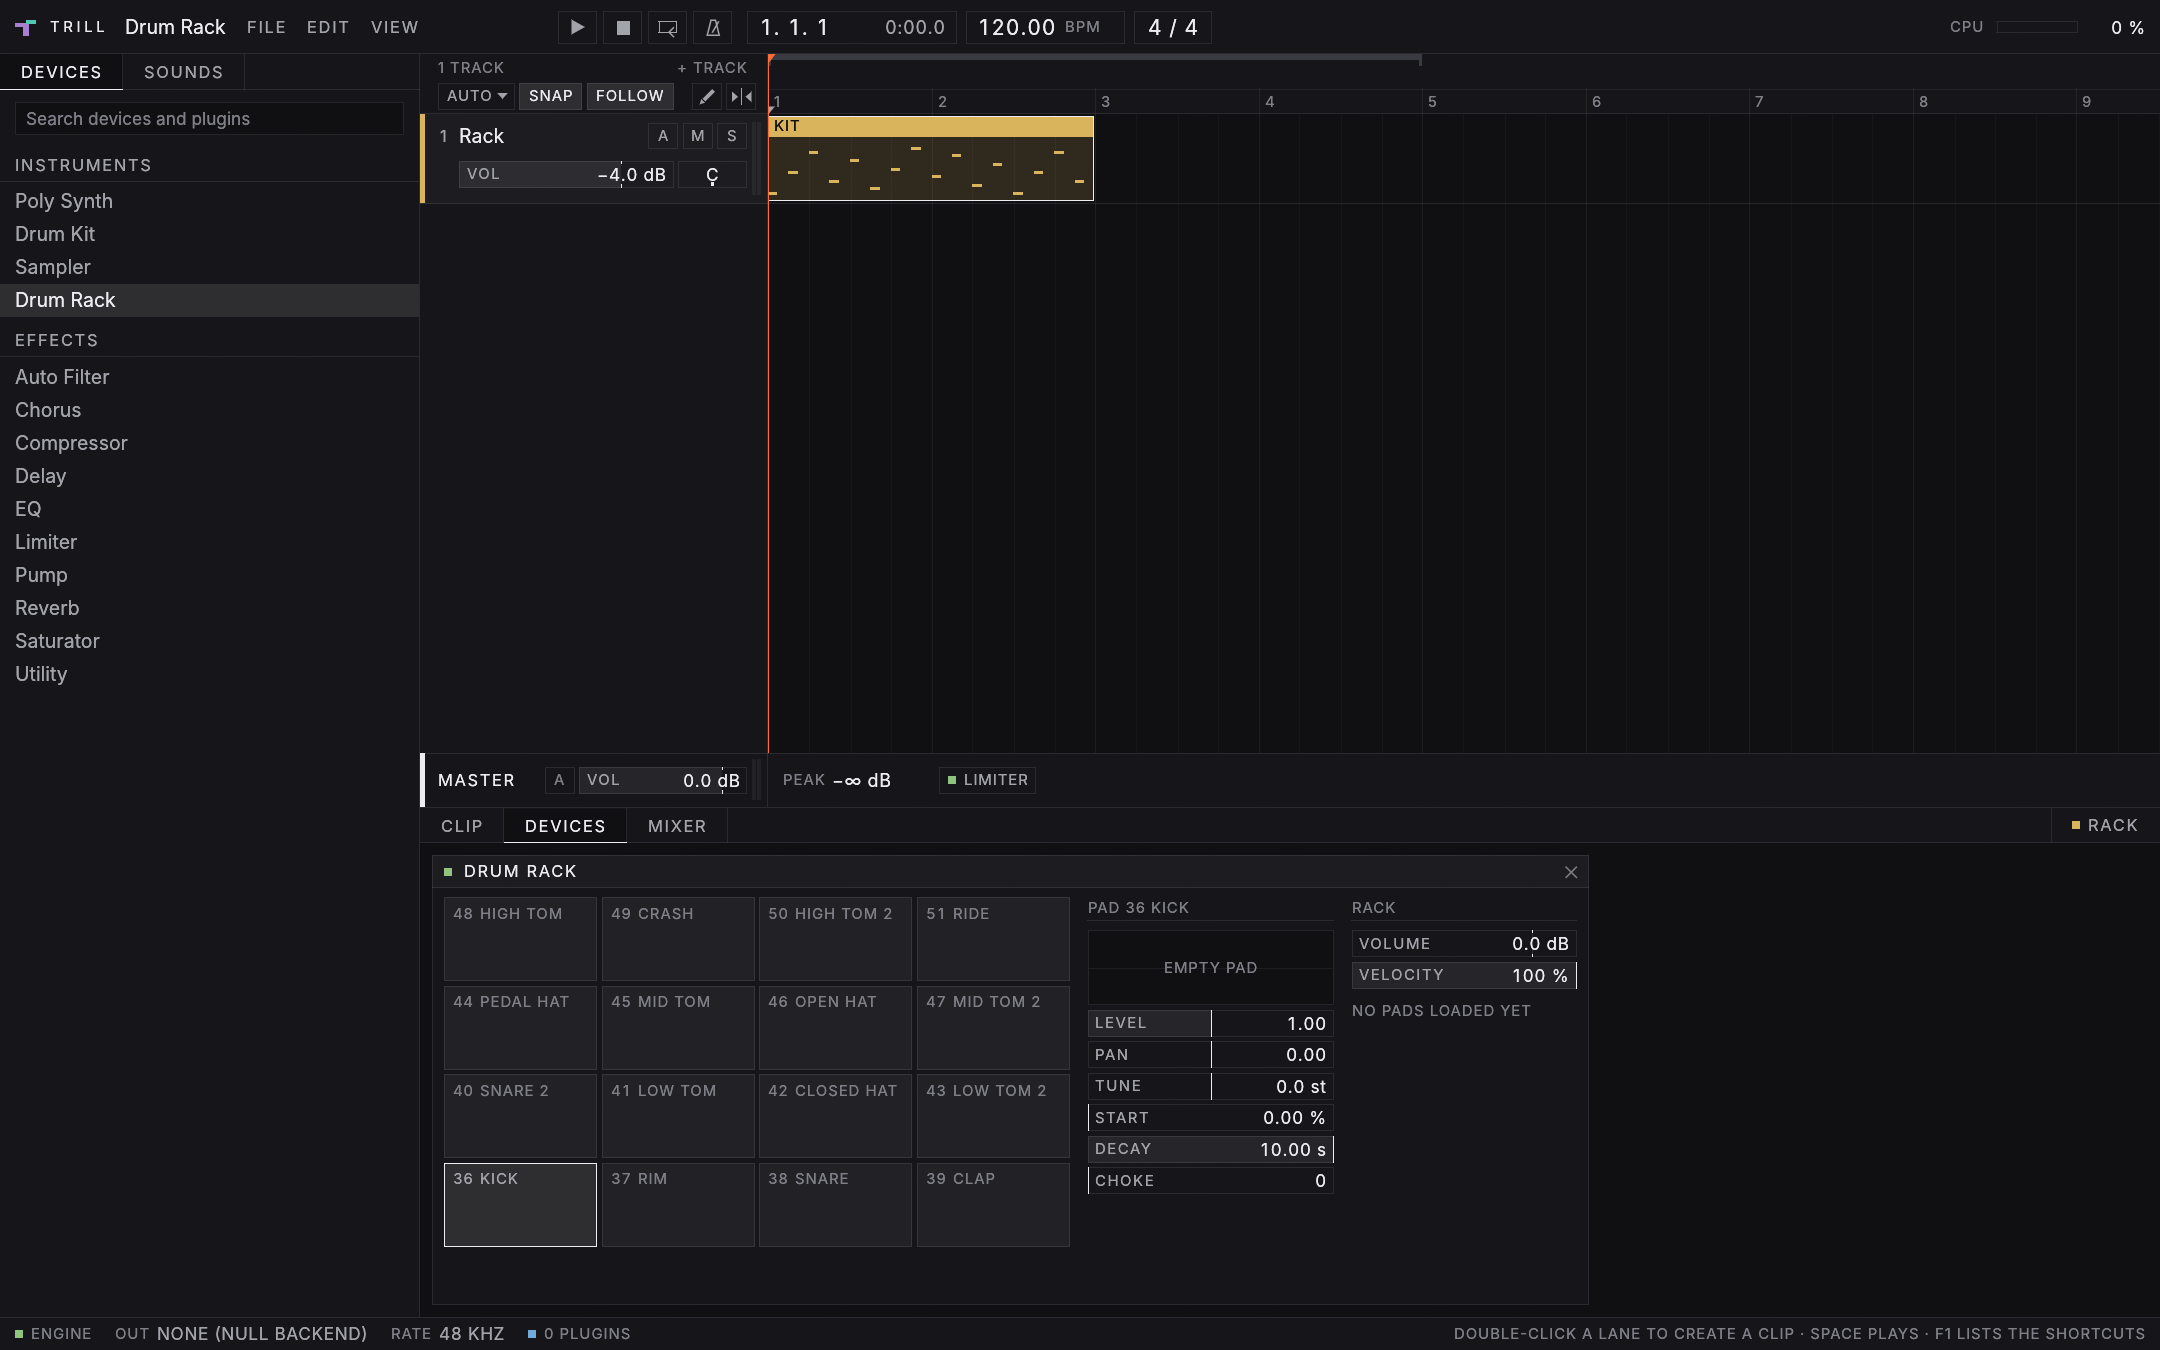 TRILL Drum Rack FILE EDIT VIEW 1. 1. 1 0:00.0 120.00 BPM 4 / 4 CPU 0 %
DEVICES SOUNDS
Search devices and plugins
INSTRUMENTS
Poly Synth
Drum Kit
Sampler
Drum Rack
EFFECTS
Auto Filter
Chorus
Compressor
Delay
EQ
Limiter
Pump
Reverb
Saturator
Utility
1 TRACK + TRACK
AUTO SNAP FOLLOW
1 2 3 4 5 6 7 8 9
1 Rack A M S
VOL −4.0 dB C
KIT
MASTER A VOL 0.0 dB PEAK −∞ dB LIMITER
CLIP DEVICES MIXER RACK
DRUM RACK
48 HIGH TOM 49 CRASH 50 HIGH TOM 2 51 RIDE
44 PEDAL HAT 45 MID TOM 46 OPEN HAT 47 MID TOM 2
40 SNARE 2 41 LOW TOM 42 CLOSED HAT 43 LOW TOM 2
36 KICK 37 RIM 38 SNARE 39 CLAP
PAD 36 KICK
EMPTY PAD
LEVEL 1.00
PAN 0.00
TUNE 0.0 st
START 0.00 %
DECAY 10.00 s
CHOKE 0
RACK
VOLUME 0.0 dB
VELOCITY 100 %
NO PADS LOADED YET
ENGINE OUT NONE (NULL BACKEND) RATE 48 KHZ 0 PLUGINS DOUBLE-CLICK A LANE TO CREATE A CLIP · SPACE PLAYS · F1 LISTS THE SHORTCUTS